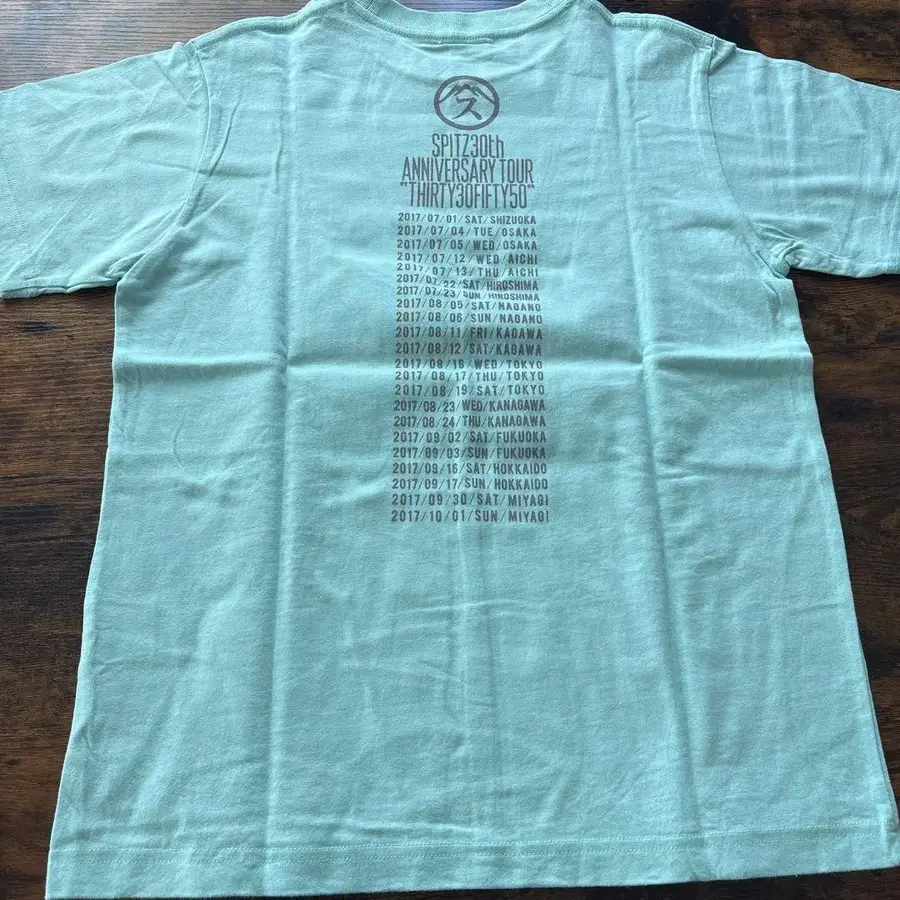 ス
SPITZ30th
ANNIVERSARY TOUR
"THIRTY30FIFTY50"
2017/07/01/SAT/SHIZUOKA
2017/07/04/TUE/OSAKA
2017/07/05/WED/OSAKA
2017/07/12/WED/AICHI
2017/07/13/THU/AICHI
2017/07/22/SAT/HIROSHIMA
2017/07/23/SUN/HIROSHIMA
2017/08/05/SAT/NAGANO
2017/08/06/SUN/NAGANO
2017/08/11/FRI/KAGAWA
2017/08/12/SAT/KAGAWA
2017/08/16/WED/TOKYO
2017/08/17/THU/TOKYO
2017/08/19/SAT/TOKYO
2017/08/23/WED/KANAGAWA
2017/08/24/THU/KANAGAWA
2017/09/02/SAT/FUKUOKA
2017/09/03/SUN/FUKUOKA
2017/09/16/SAT/HOKKAIDO
2017/09/17/SUN/HOKKAIDO
2017/09/30/SAT/MIYAGI
2017/10/01/SUN/MIYAGI